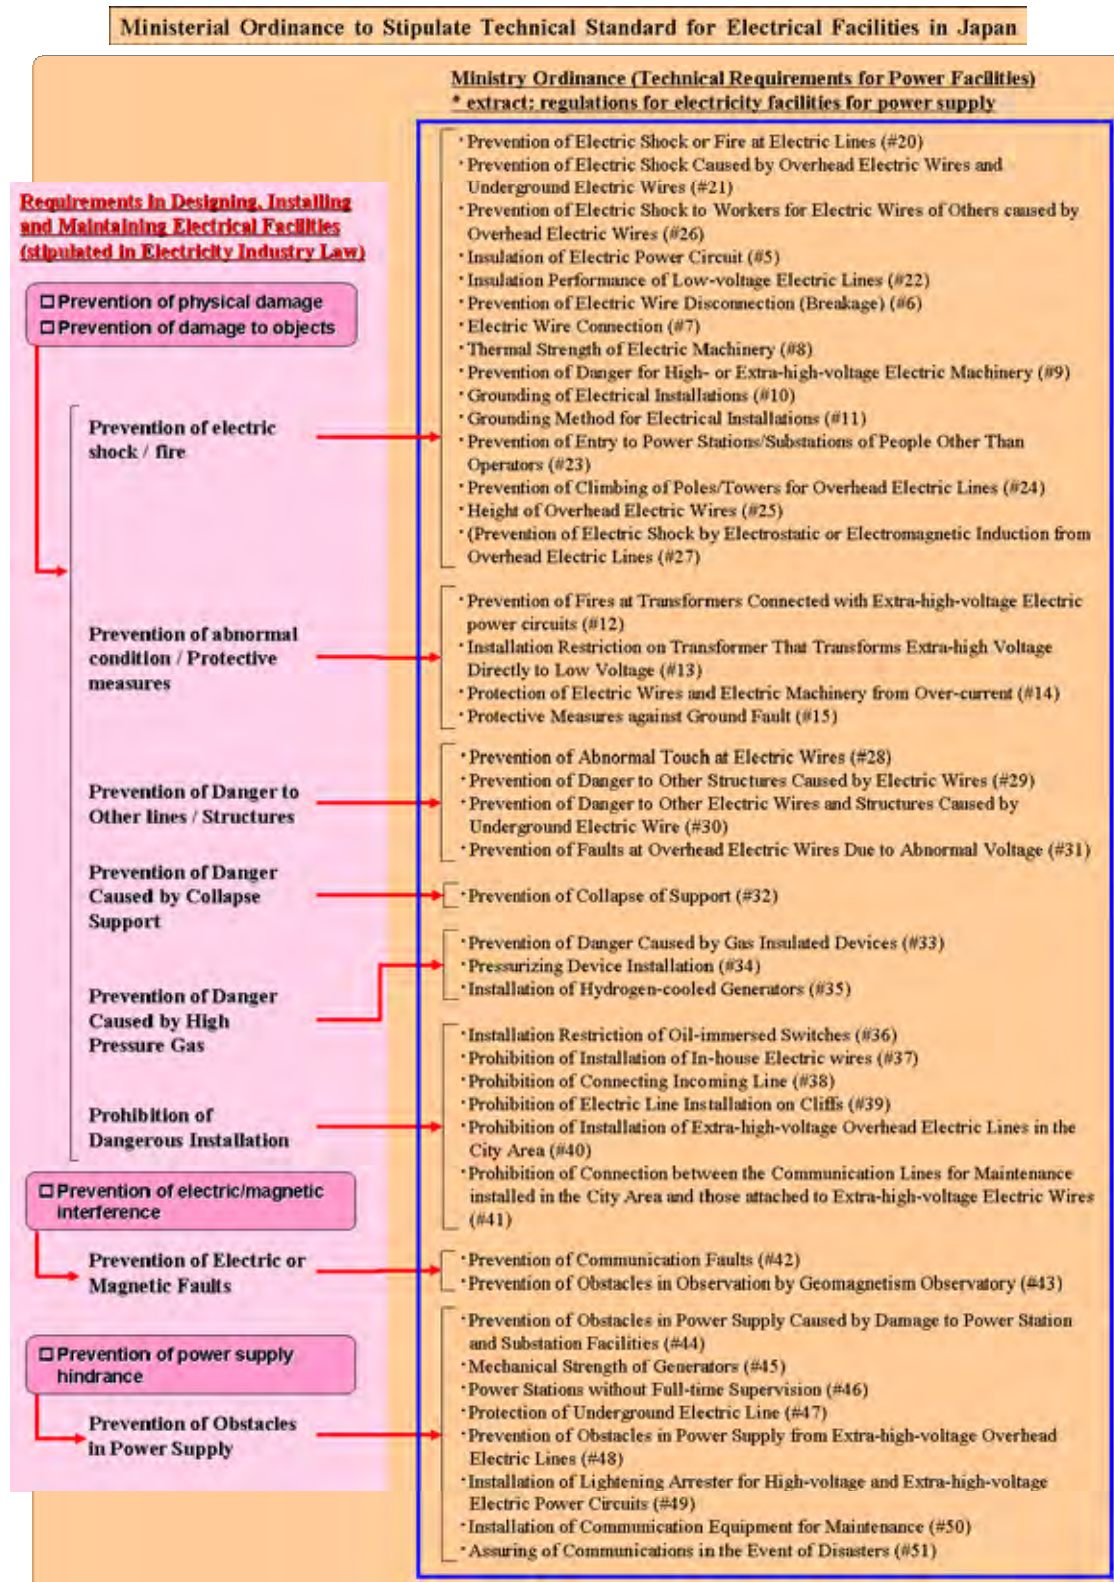 Ministerial Ordinance to Stipulate Technical Standard for Electrical Facilities in Japan
Ministry Ordinance (Technical Requirements for Power Facilities)
* extract: regulations for electricity facilities for power supply
Requirements in Designing, Installing
and Maintaining Electrical Facilities
(stipulated in Electricity Industry Law)
□ Prevention of physical damage
□ Prevention of damage to objects
Prevention of electric
shock / fire
・Prevention of Electric Shock or Fire at Electric Lines (#20)
・Prevention of Electric Shock Caused by Overhead Electric Wires and
Underground Electric Wires (#21)
・Prevention of Electric Shock to Workers for Electric Wires of Others caused by
Overhead Electric Wires (#26)
・Insulation of Electric Power Circuit (#5)
・Insulation Performance of Low-voltage Electric Lines (#22)
・Prevention of Electric Wire Disconnection (Breakage) (#6)
・Electric Wire Connection (#7)
・Thermal Strength of Electric Machinery (#8)
・Prevention of Danger for High- or Extra-high-voltage Electric Machinery (#9)
・Grounding of Electrical Installations (#10)
・Grounding Method for Electrical Installations (#11)
・Prevention of Entry to Power Stations/Substations of People Other Than
Operators (#23)
・Prevention of Climbing of Poles/Towers for Overhead Electric Lines (#24)
・Height of Overhead Electric Wires (#25)
・(Prevention of Electric Shock by Electrostatic or Electromagnetic Induction from
Overhead Electric Lines (#27)
Prevention of abnormal
condition / Protective
measures
・Prevention of Fires at Transformers Connected with Extra-high-voltage Electric
power circuits (#12)
・Installation Restriction on Transformer That Transforms Extra-high Voltage
Directly to Low Voltage (#13)
・Protection of Electric Wires and Electric Machinery from Over-current (#14)
・Protective Measures against Ground Fault (#15)
Prevention of Danger to
Other lines / Structures
・Prevention of Abnormal Touch at Electric Wires (#28)
・Prevention of Danger to Other Structures Caused by Electric Wires (#29)
・Prevention of Danger to Other Electric Wires and Structures Caused by
Underground Electric Wire (#30)
・Prevention of Faults at Overhead Electric Wires Due to Abnormal Voltage (#31)
Prevention of Danger
Caused by Collapse
Support
・Prevention of Collapse of Support (#32)
Prevention of Danger
Caused by High
Pressure Gas
・Prevention of Danger Caused by Gas Insulated Devices (#33)
・Pressurizing Device Installation (#34)
・Installation of Hydrogen-cooled Generators (#35)
Prohibition of
Dangerous Installation
・Installation Restriction of Oil-immersed Switches (#36)
・Prohibition of Installation of In-house Electric wires (#37)
・Prohibition of Connecting Incoming Line (#38)
・Prohibition of Electric Line Installation on Cliffs (#39)
・Prohibition of Installation of Extra-high-voltage Overhead Electric Lines in the
City Area (#40)
・Prohibition of Connection between the Communication Lines for Maintenance
installed in the City Area and those attached to Extra-high-voltage Electric Wires
(#41)
□ Prevention of electric/magnetic
interference
Prevention of Electric or
Magnetic Faults
・Prevention of Communication Faults (#42)
・Prevention of Obstacles in Observation by Geomagnetism Observatory (#43)
□ Prevention of power supply
hindrance
Prevention of Obstacles
in Power Supply
・Prevention of Obstacles in Power Supply Caused by Damage to Power Station
and Substation Facilities (#44)
・Mechanical Strength of Generators (#45)
・Power Stations without Full-time Supervision (#46)
・Protection of Underground Electric Line (#47)
・Prevention of Obstacles in Power Supply from Extra-high-voltage Overhead
Electric Lines (#48)
・Installation of Lightening Arrester for High-voltage and Extra-high-voltage
Electric Power Circuits (#49)
・Installation of Communication Equipment for Maintenance (#50)
・Assuring of Communications in the Event of Disasters (#51)